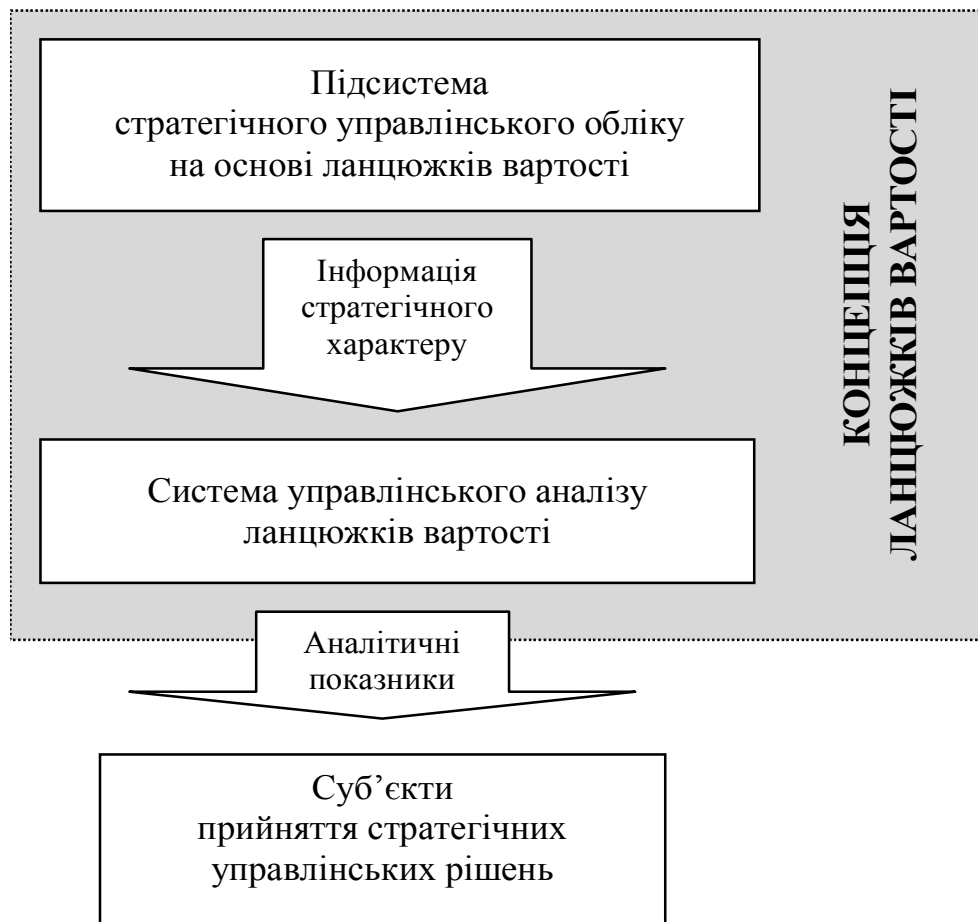 Підсистема
стратегічного управлінського обліку
на основі ланцюжків вартості
Інформація
стратегічного
характеру
Система управлінського аналізу
ланцюжків вартості
КОНЦЕПЦІЯ
ЛАНЦЮЖКІВ ВАРТОСТІ
Аналітичні
показники
Суб’єкти
прийняття стратегічних
управлінських рішень